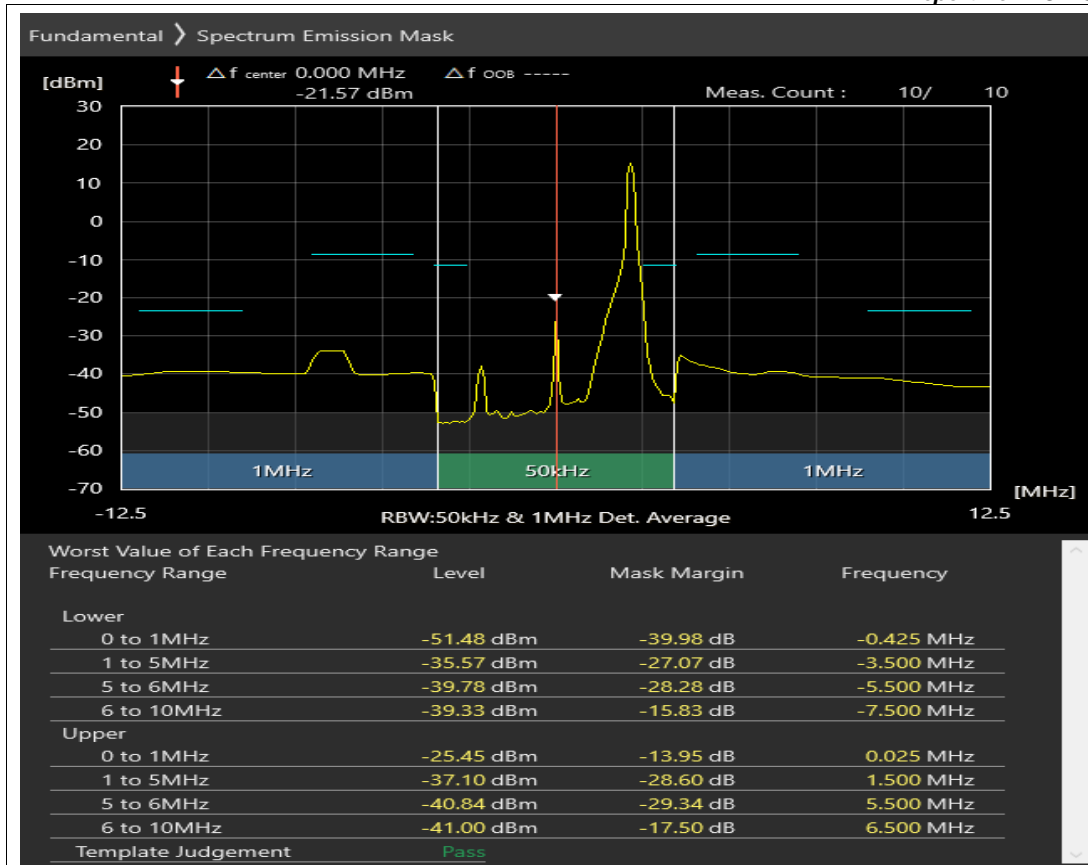 Fundamental ❯ Spectrum Emission Mask
[dBm] △f center 0.000 MHz △f OOB -----
-21.57 dBm Meas. Count : 10/ 10
30
20
10
0
-10
-20
-30
-40
-50
-60
1MHz 50kHz 1MHz
-70
[MHz]
-12.5 RBW:50kHz & 1MHz Det. Average 12.5
Worst Value of Each Frequency Range
Frequency Range Level Mask Margin Frequency
Lower
0 to 1MHz -51.48 dBm -39.98 dB -0.425 MHz
1 to 5MHz -35.57 dBm -27.07 dB -3.500 MHz
5 to 6MHz -39.78 dBm -28.28 dB -5.500 MHz
6 to 10MHz -39.33 dBm -15.83 dB -7.500 MHz
Upper
0 to 1MHz -25.45 dBm -13.95 dB 0.025 MHz
1 to 5MHz -37.10 dBm -28.60 dB 1.500 MHz
5 to 6MHz -40.84 dBm -29.34 dB 5.500 MHz
6 to 10MHz -41.00 dBm -17.50 dB 6.500 MHz
Template Judgement Pass